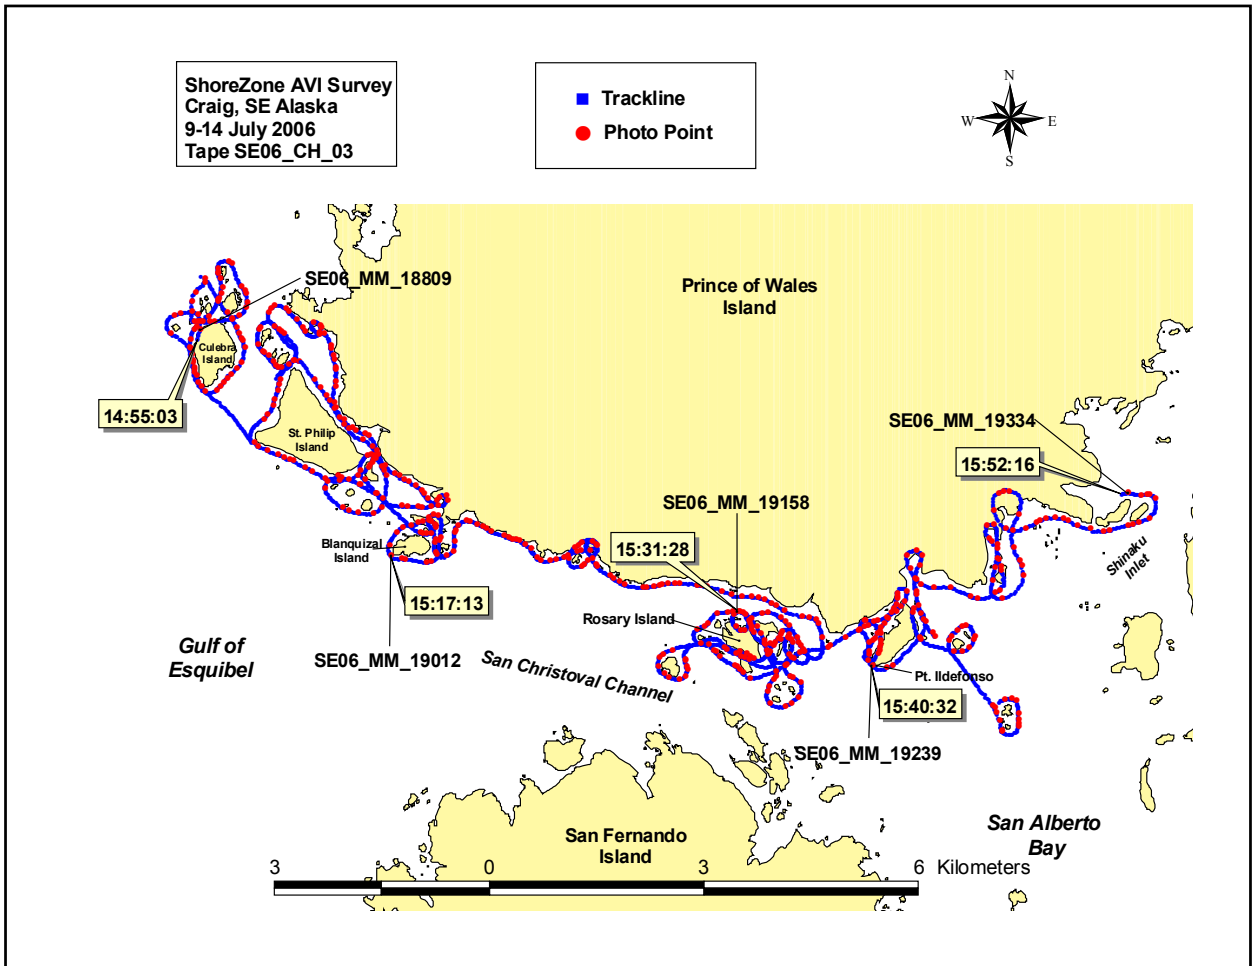 ShoreZone AVI Survey
Craig, SE Alaska
9-14 July 2006
Tape SE06_CH_03
Trackline
Photo Point
N
W
E
S
SE06_MM_18809
Prince of Wales
Island
Culebra
Island
14:55:03
St. Philip
Island
SE06_MM_19334
15:52:16
SE06_MM_19158
15:31:28
Blanquizal
Island
Shinaku
Inlet
15:17:13
Rosary Island
Gulf of
Esquibel
SE06_MM_19012
San Christoval Channel
Pt. Ildefonso
15:40:32
SE06_MM_19239
San Fernando
Island
San Alberto
Bay
3 0 3 6 Kilometers